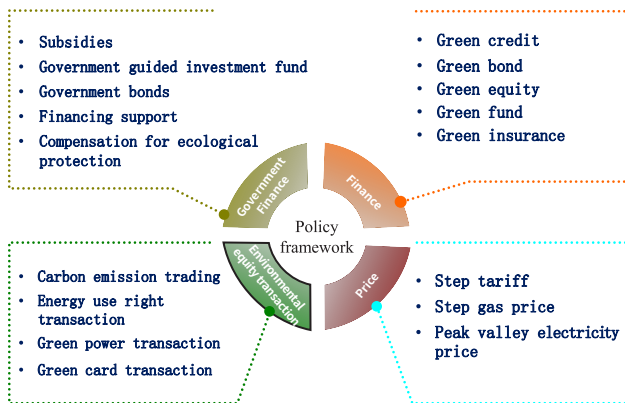 • Subsidies
• Government guided investment fund
• Government bonds
• Financing support
• Compensation for ecological
protection
• Green credit
• Green bond
• Green equity
• Green fund
• Green insurance
Government
Finance
Finance
Policy
framework
Environmental
equity transaction
Price
• Carbon emission trading
• Energy use right
transaction
• Green power transaction
• Green card transaction
• Step tariff
• Step gas price
• Peak valley electricity
price